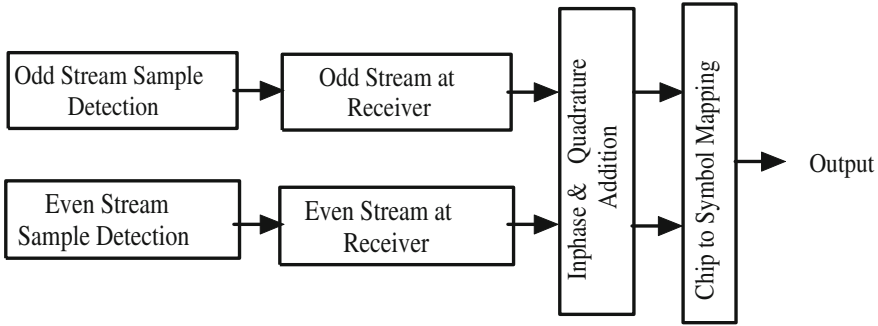 Odd Stream Sample
Detection
Odd Stream at
Receiver
Even Stream
Sample Detection
Even Stream at
Receiver
Inphase & Quadrature
Addition
Chip to Symbol Mapping
Output